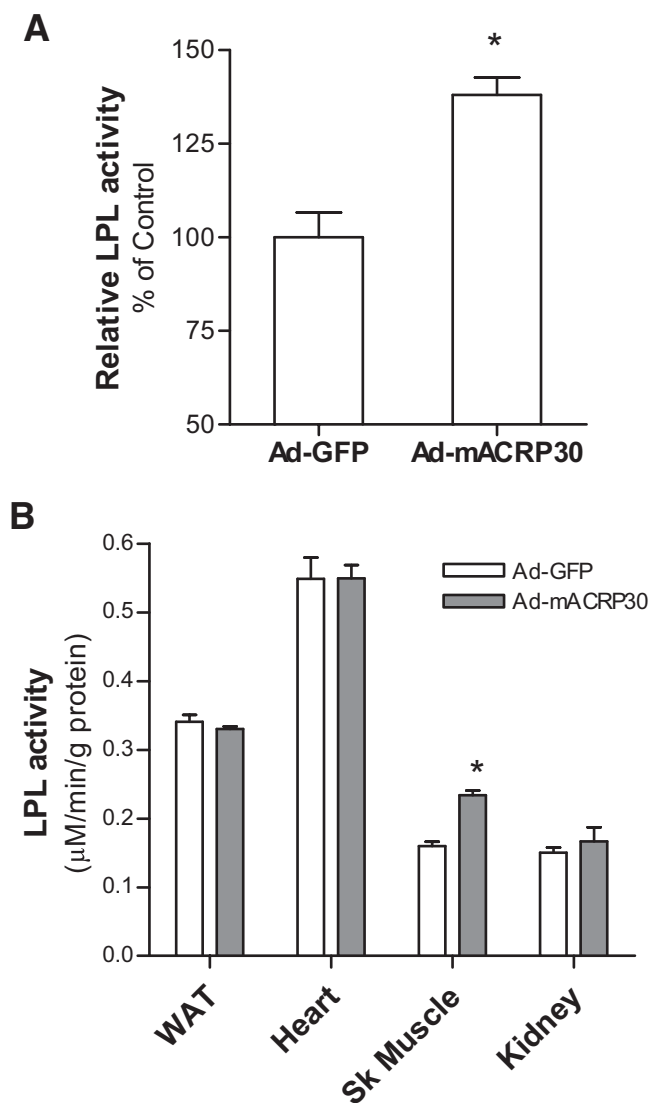 A
Relative LPL activity
% of Control
150
125
100
75
50
*
Ad-GFP
Ad-mACRP30
B
LPL activity
(μM/min/g protein)
0.6
0.5
0.4
0.3
0.2
0.1
0.0
Ad-GFP
Ad-mACRP30
*
WAT
Heart
Sk Muscle
Kidney